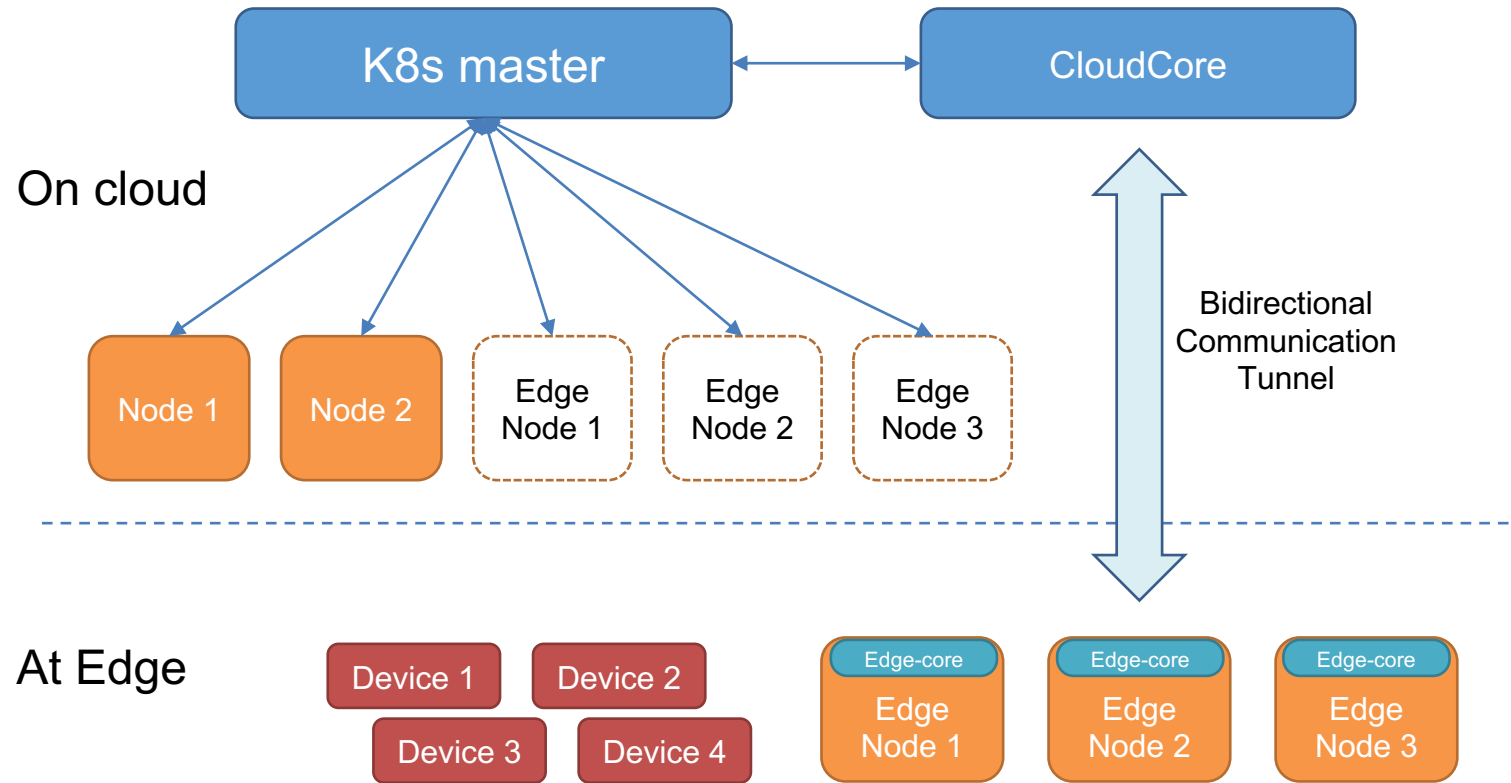 K8s master
CloudCore
On cloud
Node 1
Node 2
Edge
Node 1
Edge
Node 2
Edge
Node 3
Bidirectional
Communication
Tunnel
At Edge
Device 1
Device 2
Device 3
Device 4
Edge-core
Edge
Node 1
Edge-core
Edge
Node 2
Edge-core
Edge
Node 3